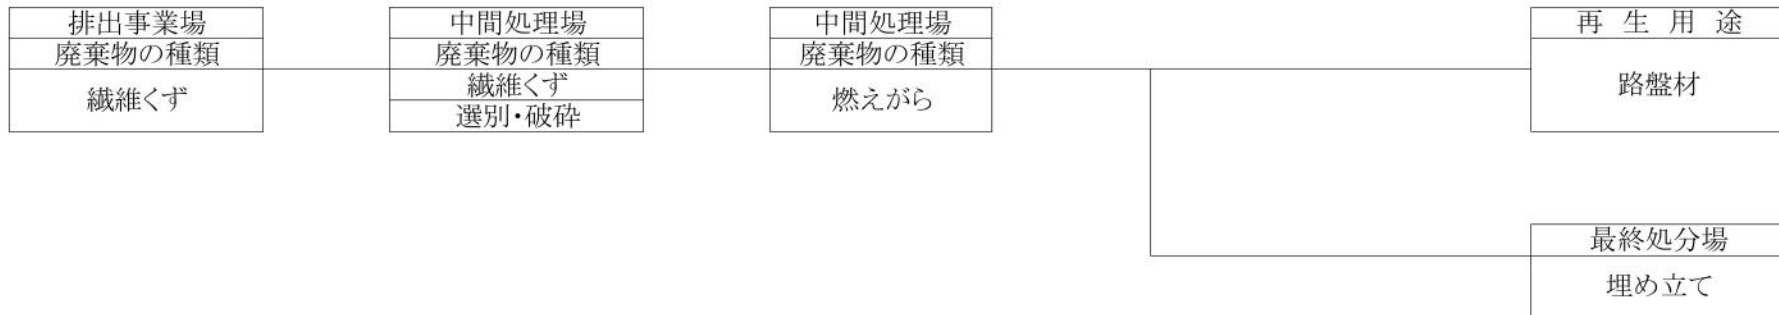 排出事業場
廃棄物の種類
繊維くず
中間処理場
廃棄物の種類
繊維くず
選別・破砕
中間処理場
廃棄物の種類
燃えがら
再 生 用 途
路盤材
最終処分場
埋め立て